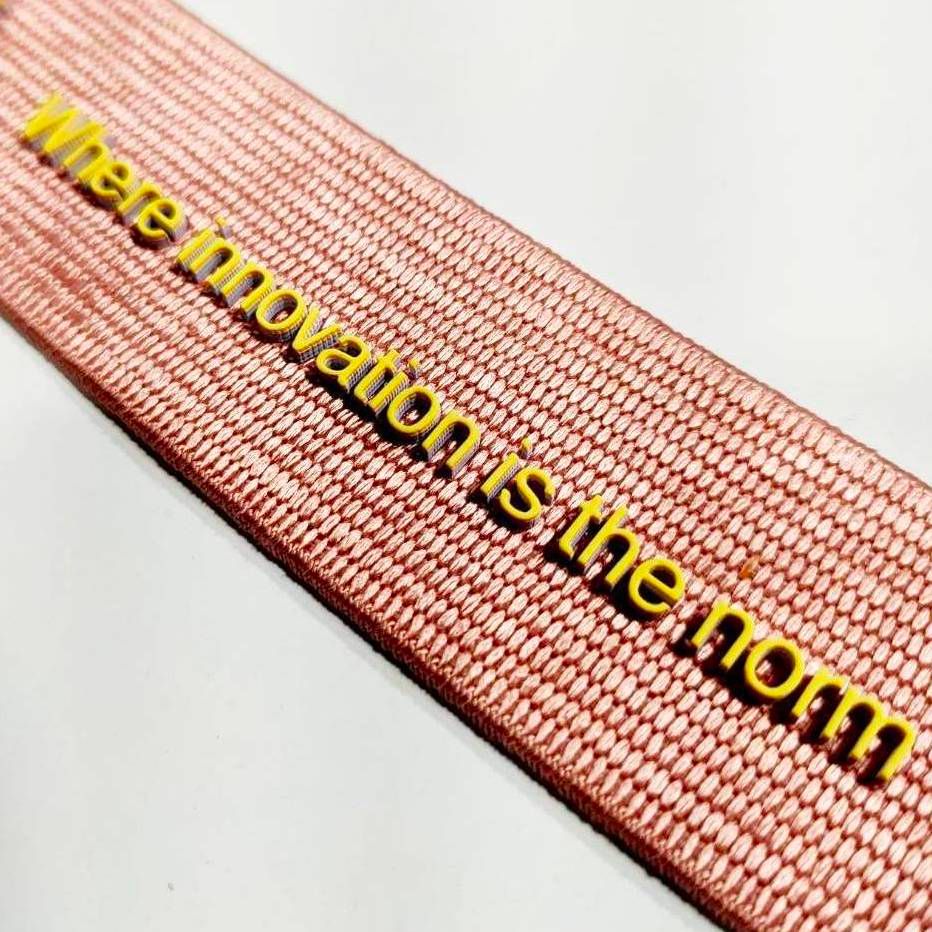 Where innovation is the norm